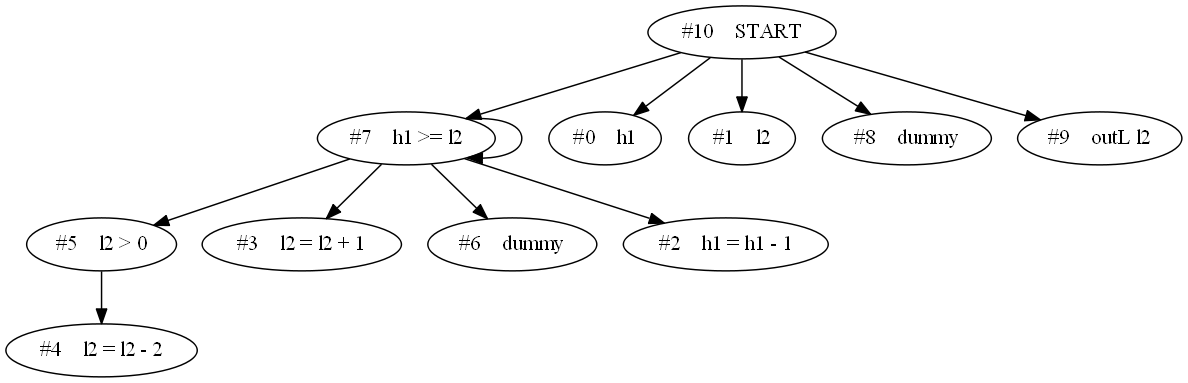 #10 START
#7 h1 >= l2
#0 h1
#1 l2
#8 dummy
#9 outL l2
#5 l2 > 0
#3 l2 = l2 + 1
#6 dummy
#2 h1 = h1 - 1
#4 l2 = l2 - 2